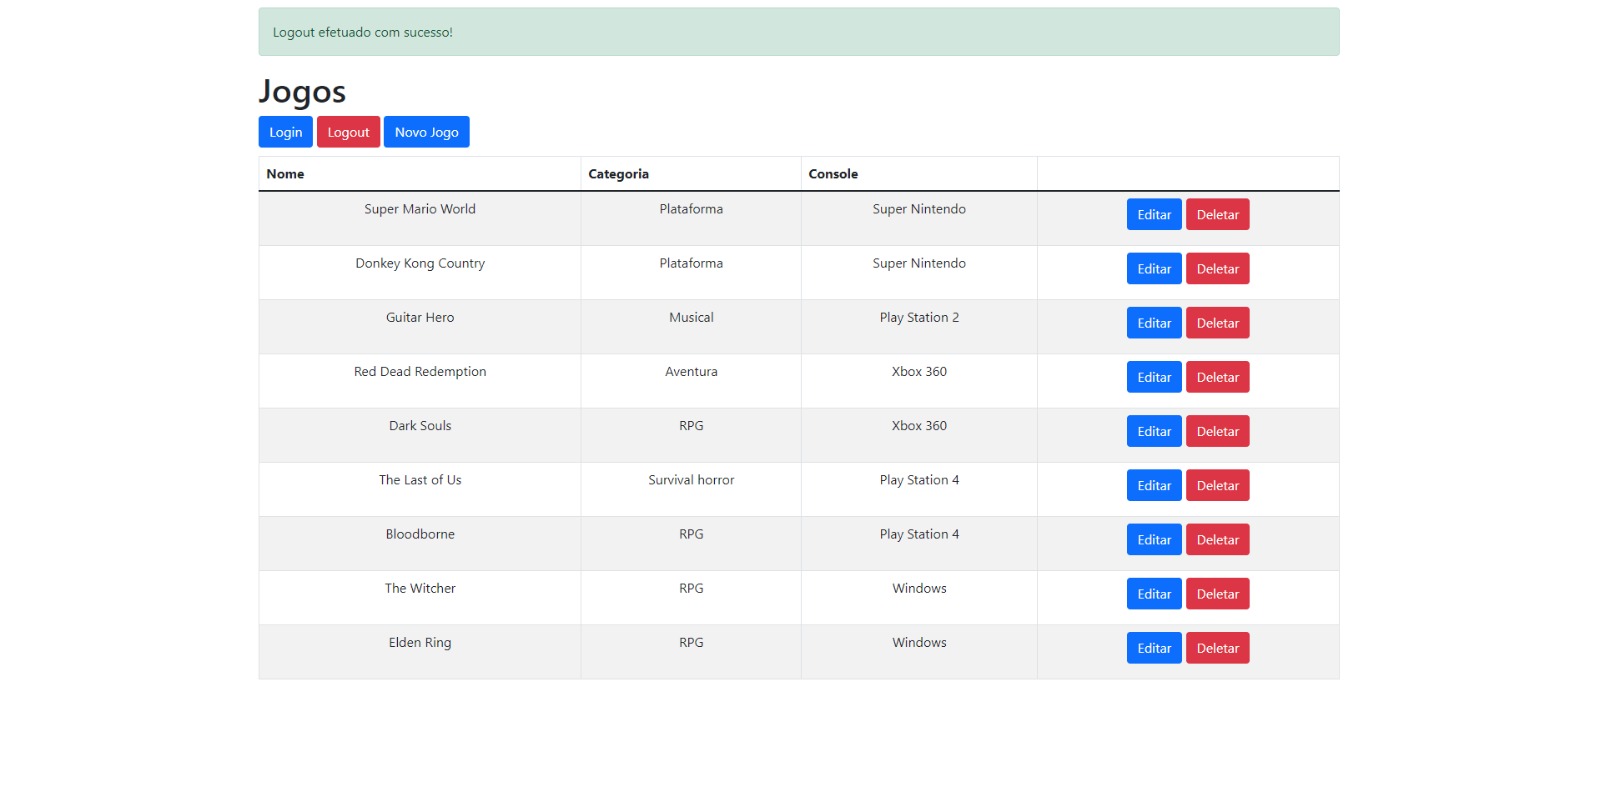 Logout efetuado com sucesso!
Jogos
Login Logout Novo Jogo
Nome Categoria Console
Super Mario World Plataforma Super Nintendo Editar Deletar
Donkey Kong Country Plataforma Super Nintendo Editar Deletar
Guitar Hero Musical Play Station 2 Editar Deletar
Red Dead Redemption Aventura Xbox 360 Editar Deletar
Dark Souls RPG Xbox 360 Editar Deletar
The Last of Us Survival horror Play Station 4 Editar Deletar
Bloodborne RPG Play Station 4 Editar Deletar
The Witcher RPG Windows Editar Deletar
Elden Ring RPG Windows Editar Deletar